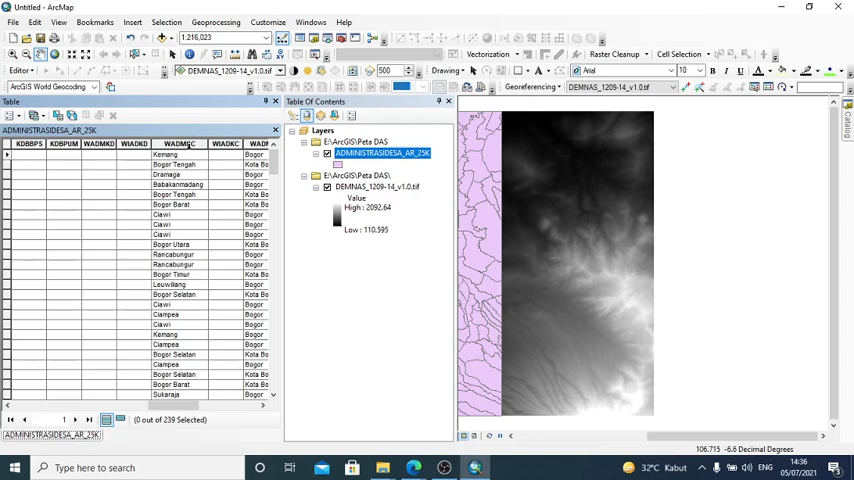 Untitled - ArcMap
File Edit View Bookmarks Insert Selection Geoprocessing Customize Windows Help
1:216,023
Vectorization Raster Cleanup Cell Selection
Editor DEMNAS_1209-14_v1.0.tif 500 Drawing A Arial 10 B I U A
ArcGIS World Geocoding Georeferencing DEMNAS_1209-14_v1.0.tif
Table
Table Of Contents
Catalog
ADMINISTRASIDESA_AR_25K
KDBBPS KDBPUM WADMKD WIADKD WADMKC WIADKC
Kemang Bogor
Bogor Tengah Kota Bo
Dramaga Bogor
Babakanmadang Bogor
Bogor Tengah Kota Bo
Bogor Barat Kota Bo
Ciawi Bogor
Ciawi Bogor
Ciawi Bogor
Bogor Utara Kota Bo
Rancabungur Bogor
Rancabungur Bogor
Bogor Timur Kota Bo
Leuwiliang Bogor
Bogor Selatan Kota Bo
Ciawi Bogor
Ciampea Bogor
Ciawi Bogor
Kemang Bogor
Ciampea Bogor
Bogor Selatan Kota Bo
Ciampea Bogor
Bogor Selatan Kota Bo
Bogor Barat Kota Bo
Sukaraja Bogor
1 (0 out of 239 Selected)
ADMINISTRASIDESA_AR_25K
Layers
E:\ArcGIS\Peta DAS
ADMINISTRASIDESA_AR_25K
E:\ArcGIS\Peta DAS\
DEMNAS_1209-14_v1.0.tif
Value
High : 2092.64
Low : 110.595
106.715 -6.6 Decimal Degrees
Type here to search
32°C Kabut ENG
14:36
05/07/2021
3